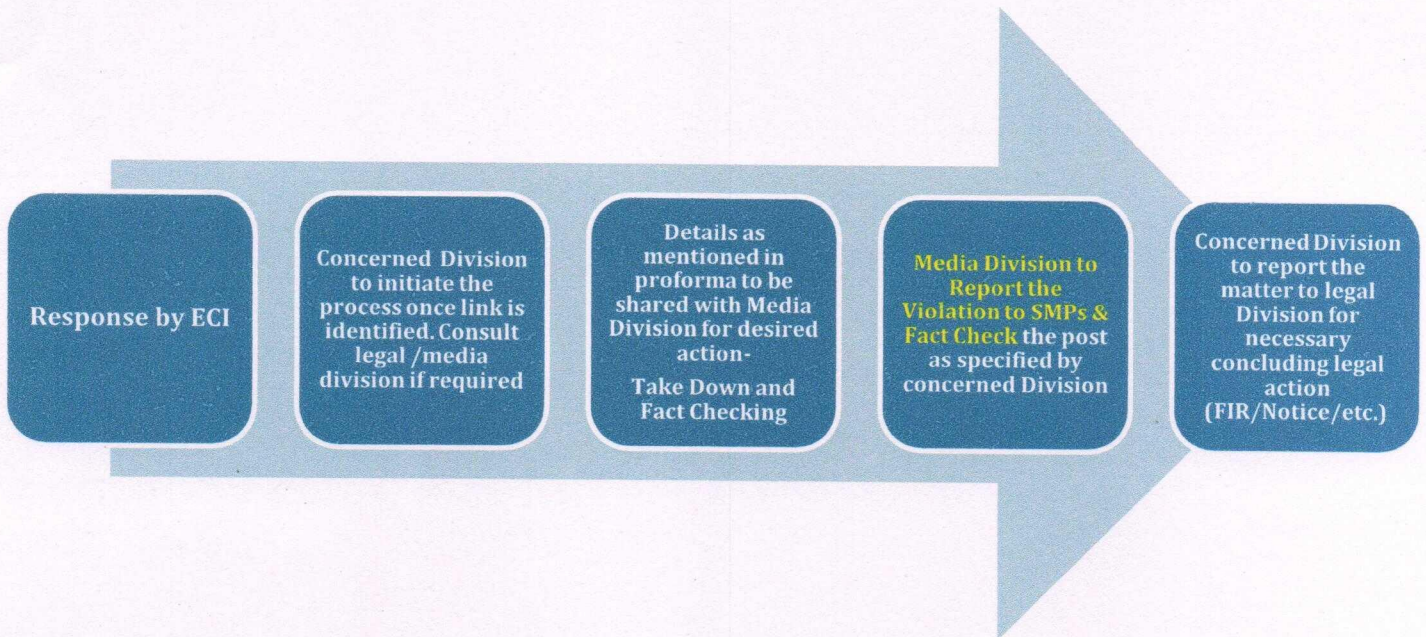 Response by ECI
Concerned Division
to initiate the
process once link is
identified. Consult
legal /media
division if required
Details as
mentioned in
proforma to be
shared with Media
Division for desired
action-
Take Down and
Fact Checking
Media Division to
Report the
Violation to SMPs &
Fact Check the post
as specified by
concerned Division
Concerned Division
to report the
matter to legal
Division for
necessary
concluding legal
action
(FIR/Notice/etc.)